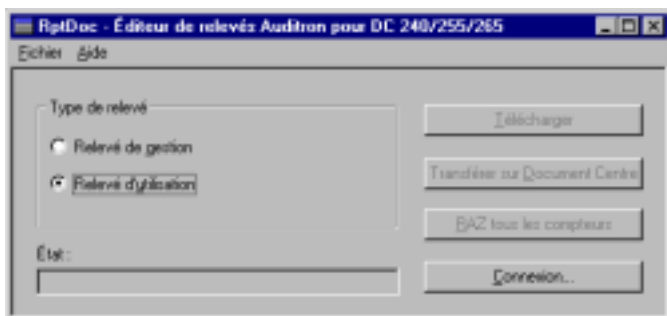 RptDoc - Éditeur de relevés Auditron pour DC 240/255/265
Fichier Aide
Type de relevé
Relevé de gestion
Relevé d'utilisation
Télécharger
Transférer sur Document Centre
RAZ tous les compteurs
État :
Connexion...